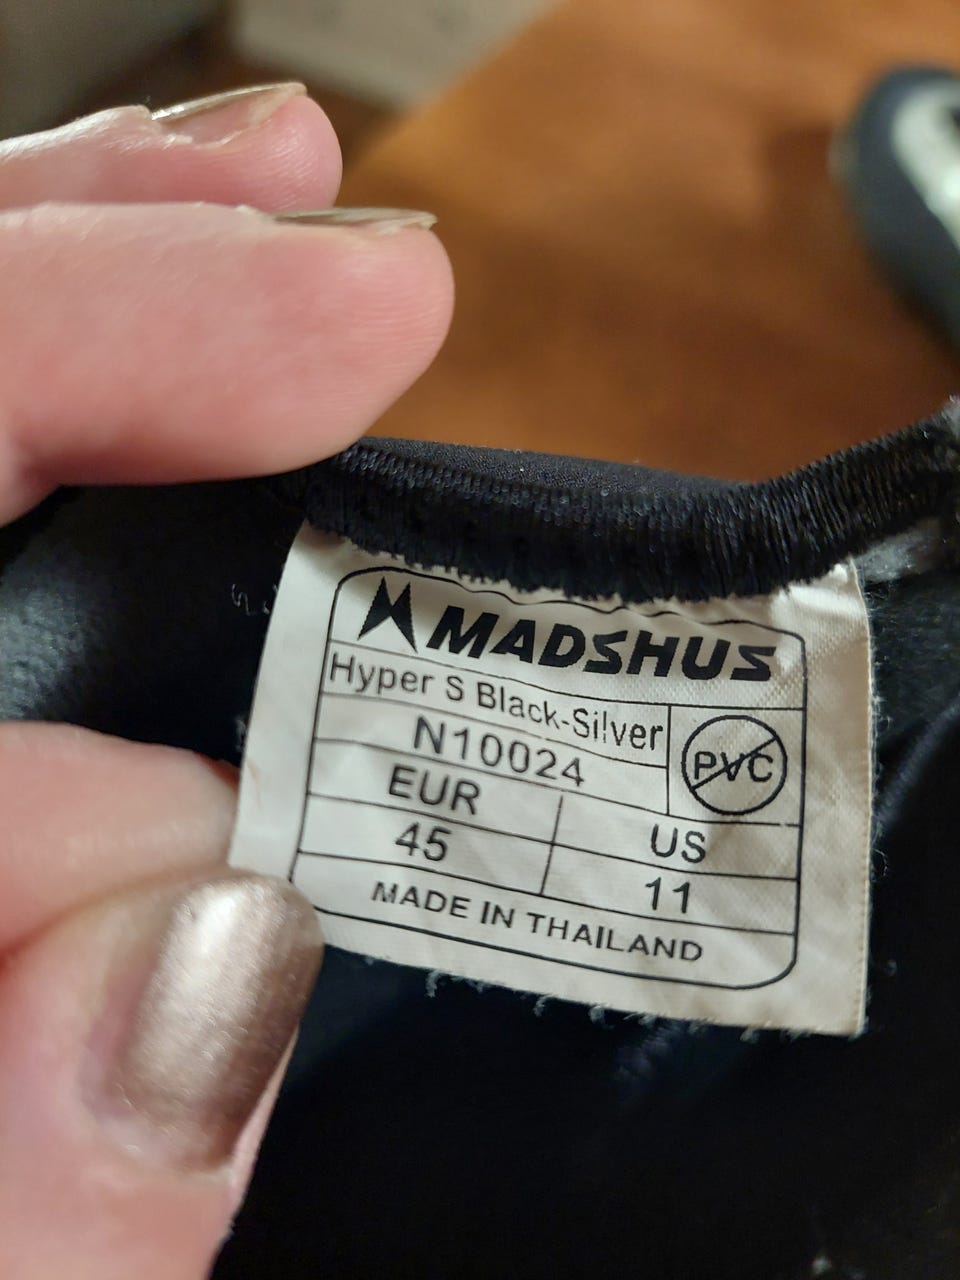 MADSHUS
Hyper S Black-Silver
N10024
PVC
EUR
US
45
11
MADE IN THAILAND